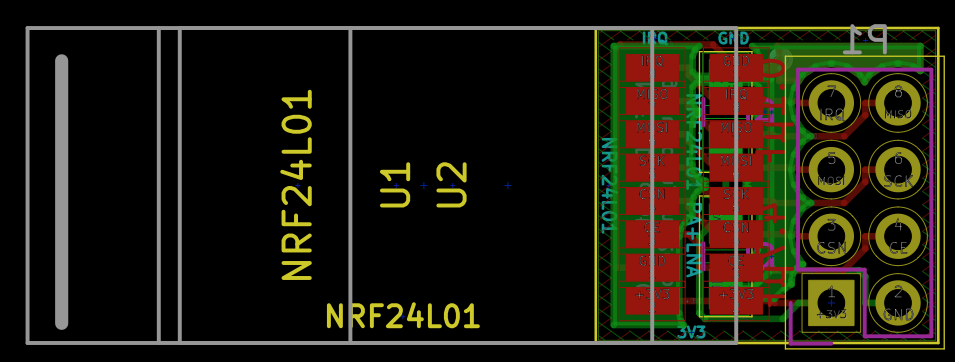 IRQ GND
P1
NRF24L01
U1
U2
NRF24L01
NRF24L01
NRF24L01 PA+LNA
3V3
IRQ GND
MISO IRQ
MOSI MISO
SCK MOSI
CSN SCK
CE CSN
GND CE
+3V3 +3V3
7 IRQ
8 MISO
5 MOSI
6 SCK
3 CSN
4 CE
1 +3V3
2 GND